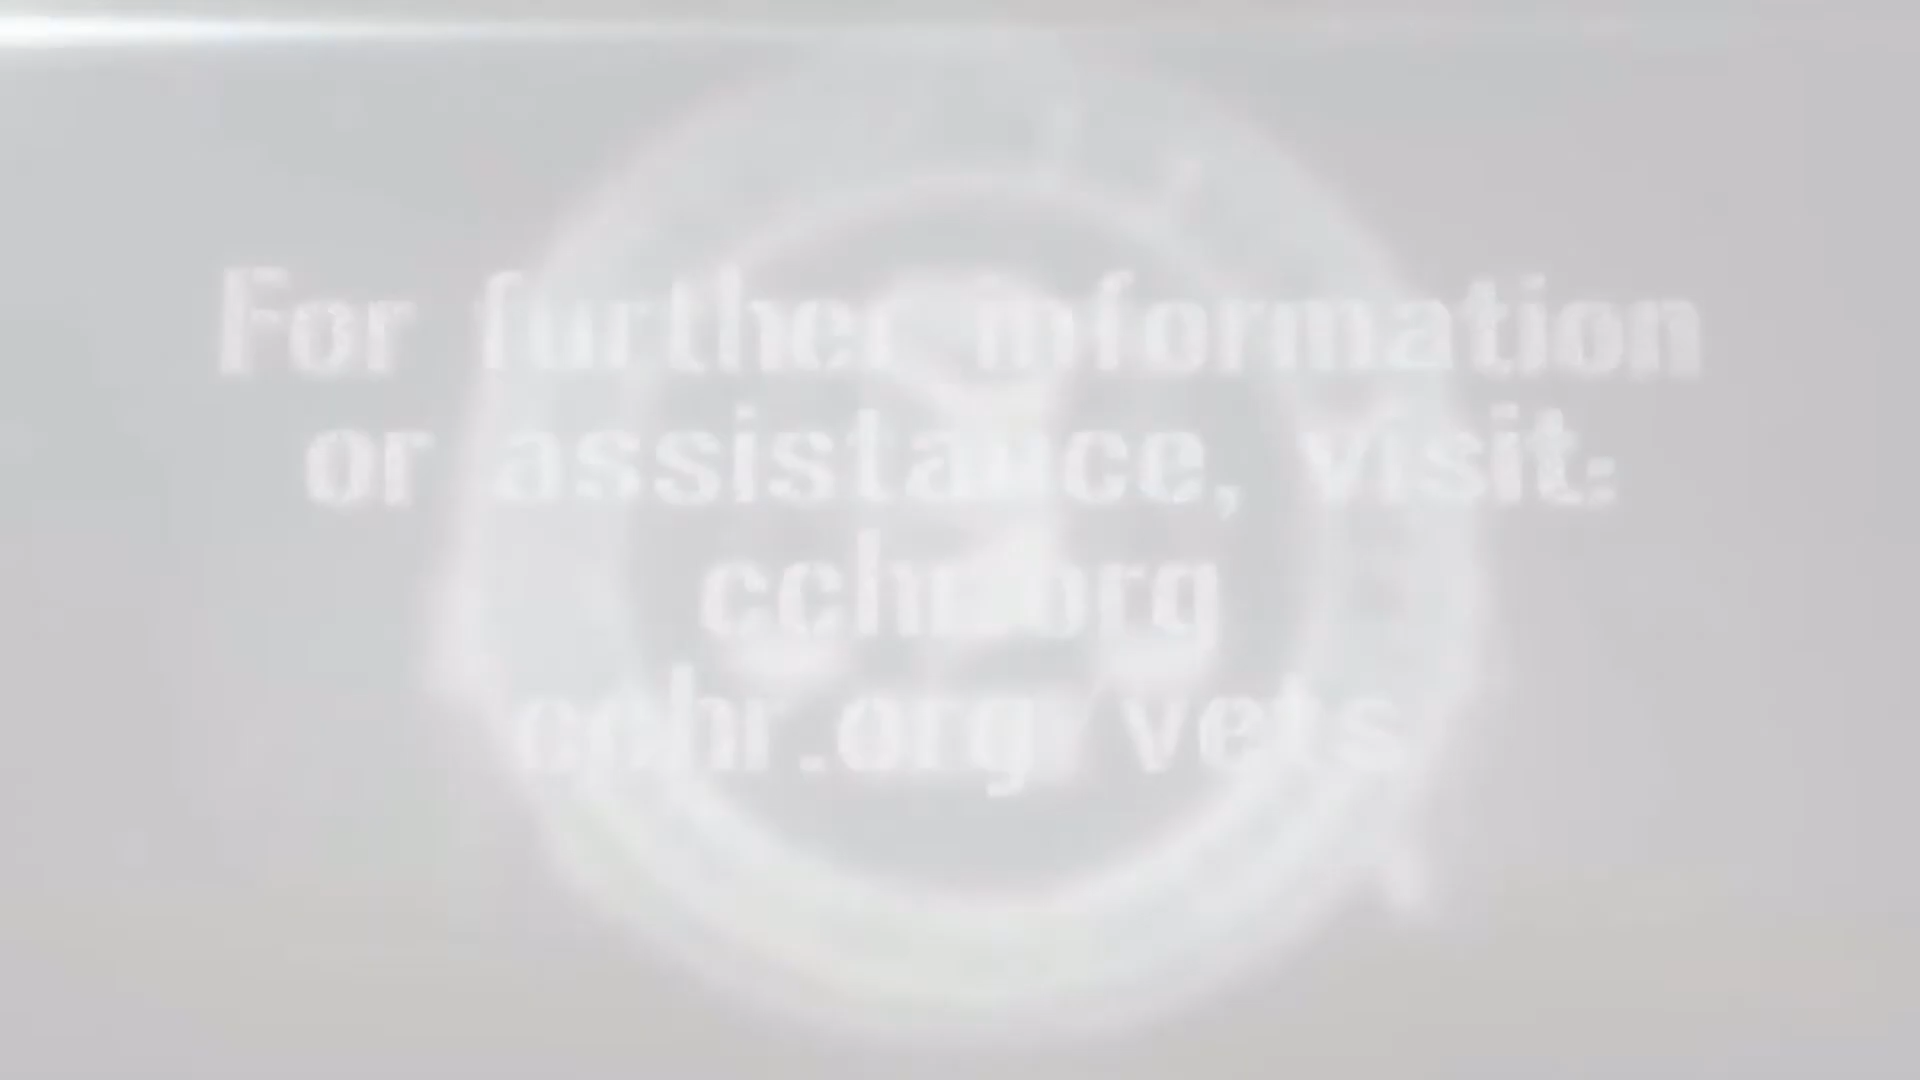 For further information
or assistance, visit:
cchr.org
cchr.org/vets